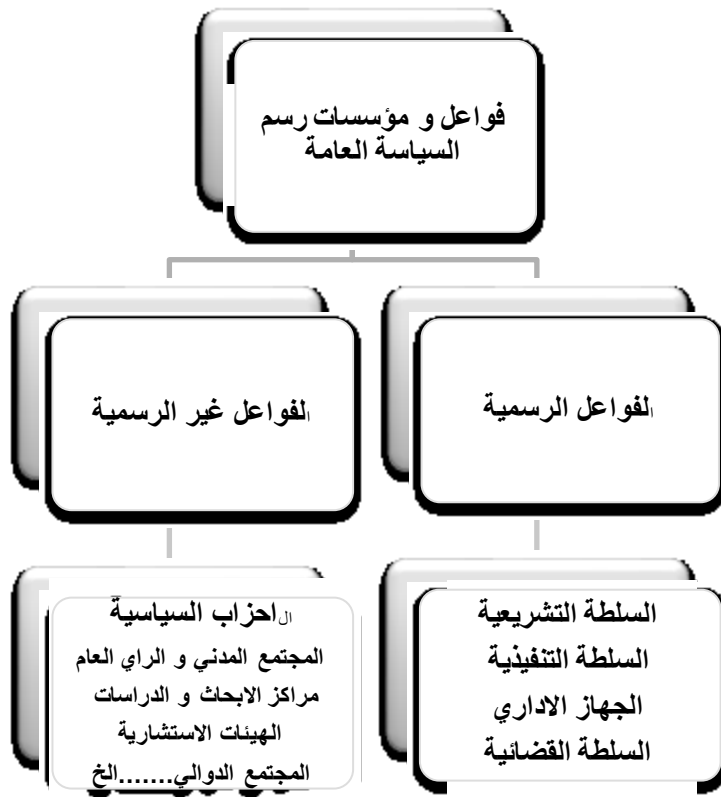 فواعل و مؤسسات رسم
السياسة العامة
الفواعل الرسمية
الفواعل غير الرسمية
السلطة التشريعية
السلطة التنفيذية
الجهاز الاداري
السلطة القضائية
الاحزاب السياسية
المجتمع المدني و الراي العام
مراكز الابحاث و الدراسات
الهيئات الاستشارية
المجتمع الدوالي.......الخ